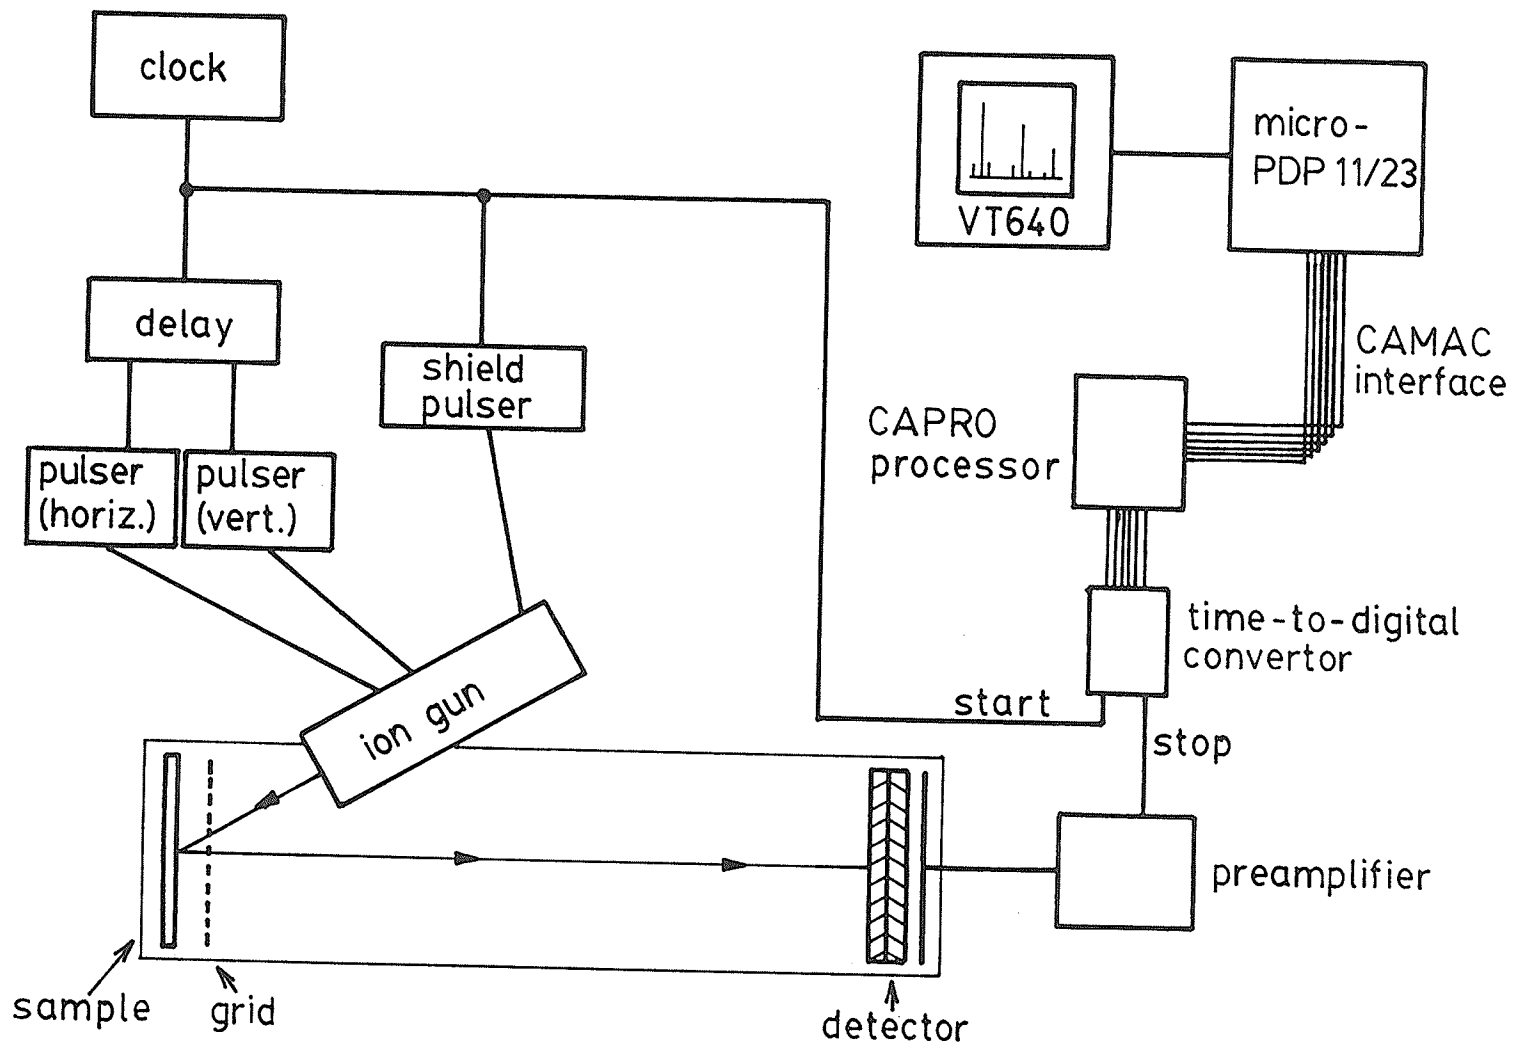 clock
micro-
PDP 11/23
VT640
delay
CAMAC
interface
shield
pulser
CAPRO
processor
pulser
(horiz.)
pulser
(vert.)
time-to-digital
convertor
ion gun
start
stop
preamplifier
sample
grid
detector